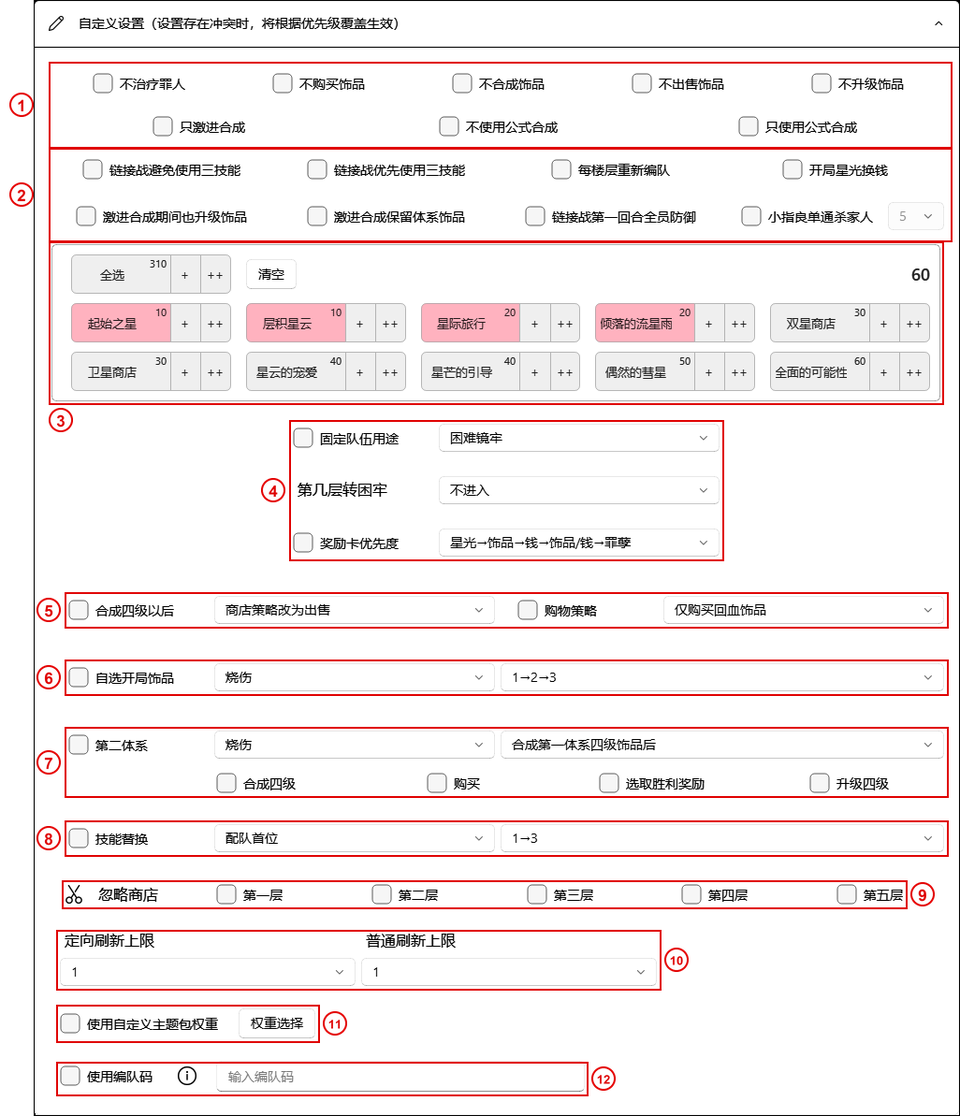 自定义设置（设置存在冲突时，将根据优先级覆盖生效）
① 不治疗罪人 不购买饰品 不合成饰品 不出售饰品 不升级饰品
只激进合成 不使用公式合成 只使用公式合成
② 链接战避免使用三技能 链接战优先使用三技能 每楼层重新编队 开局星光换钱
激进合成期间也升级饰品 激进合成保留体系饰品 链接战第一回合全员防御 小指良单通杀家人 5
全选 310 + ++ 清空 60
起始之星 10 + ++ 层积星云 10 + ++ 星际旅行 20 + ++ 倾落的流星雨 20 + ++ 双星商店 30 + ++
卫星商店 30 + ++ 星云的宠爱 40 + ++ 星芒的引导 40 + ++ 偶然的彗星 50 + ++ 全面的可能性 60 + ++
③
固定队伍用途 困难镜牢
④ 第几层转困牢 不进入
奖励卡优先度 星光→饰品→钱→饰品/钱→罪孽
⑤ 合成四级以后 商店策略改为出售 购物策略 仅购买回血饰品
⑥ 自选开局饰品 烧伤 1→2→3
⑦ 第二体系 烧伤 合成第一体系四级饰品后
合成四级 购买 选取胜利奖励 升级四级
⑧ 技能替换 配队首位 1→3
忽略商店 第一层 第二层 第三层 第四层 第五层 ⑨
定向刷新上限 普通刷新上限
1 1 ⑩
使用自定义主题包权重 权重选择 ⑪
使用编队码 输入编队码 ⑫